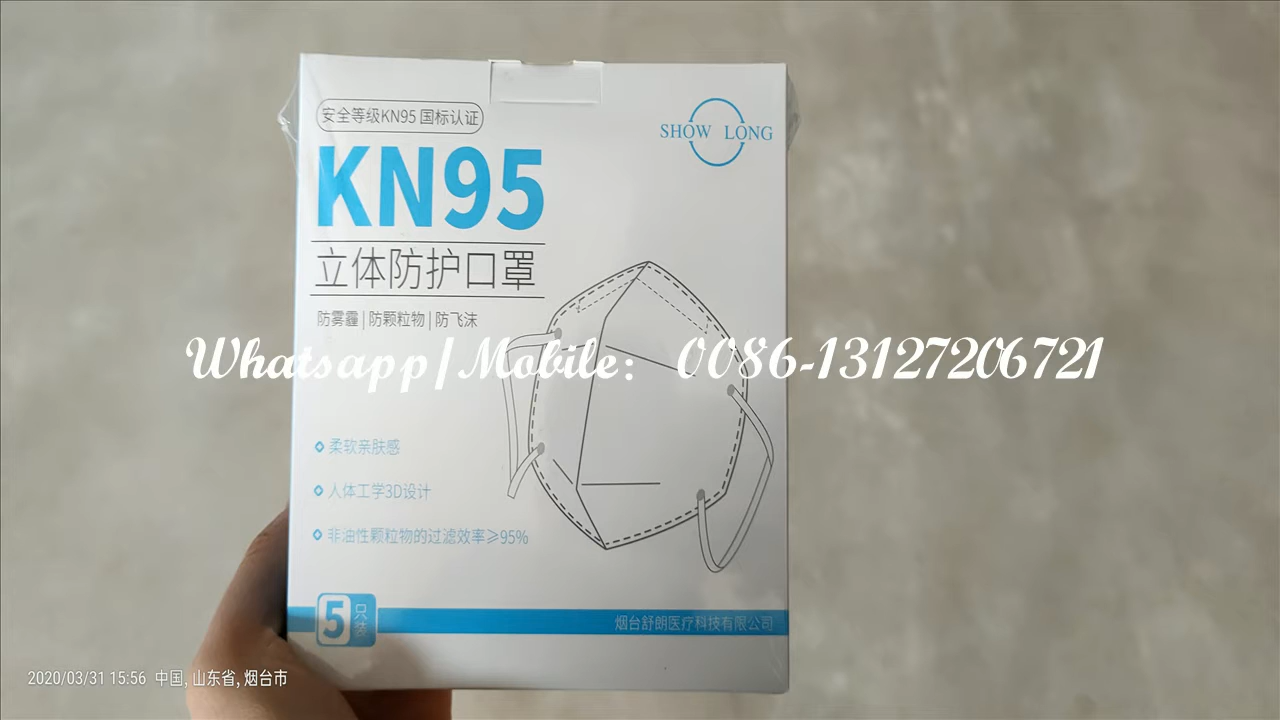 安全等级KN95 国标认证
SHOW LONG
KN95
立体防护口罩
防雾霾 | 防颗粒物 | 防飞沫
Whatsapp/Mobile: 0086-13127206721
柔软亲肤感
人体工学3D设计
非油性颗粒物的过滤效率≥95%
5只装
烟台舒朗医疗科技有限公司
2020/03/31 15:56 中国, 山东省, 烟台市